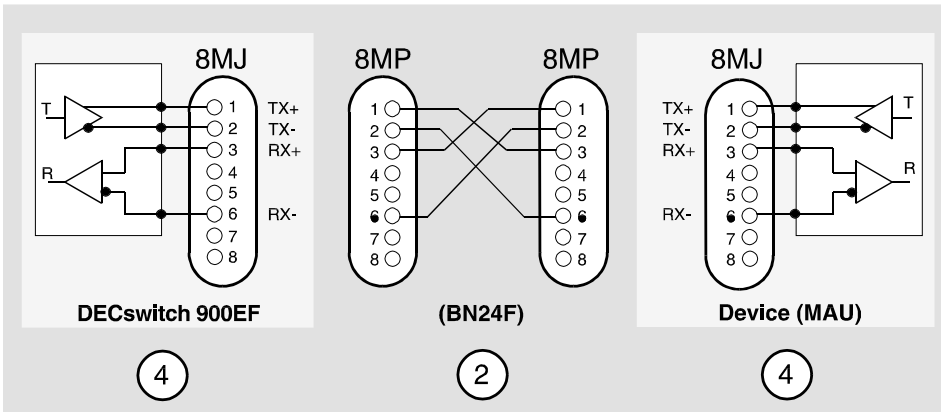 8MJ
T
R
1 TX+
2 TX-
3 RX+
4
5
6 RX-
7
8
DECswitch 900EF
4
8MP 8MP
1 1
2 2
3 3
4 4
5 5
6 6
7 7
8 8
(BN24F)
2
8MJ
TX+ 1
TX- 2
RX+ 3
4
5
RX- 6
7
8
T
R
Device (MAU)
4